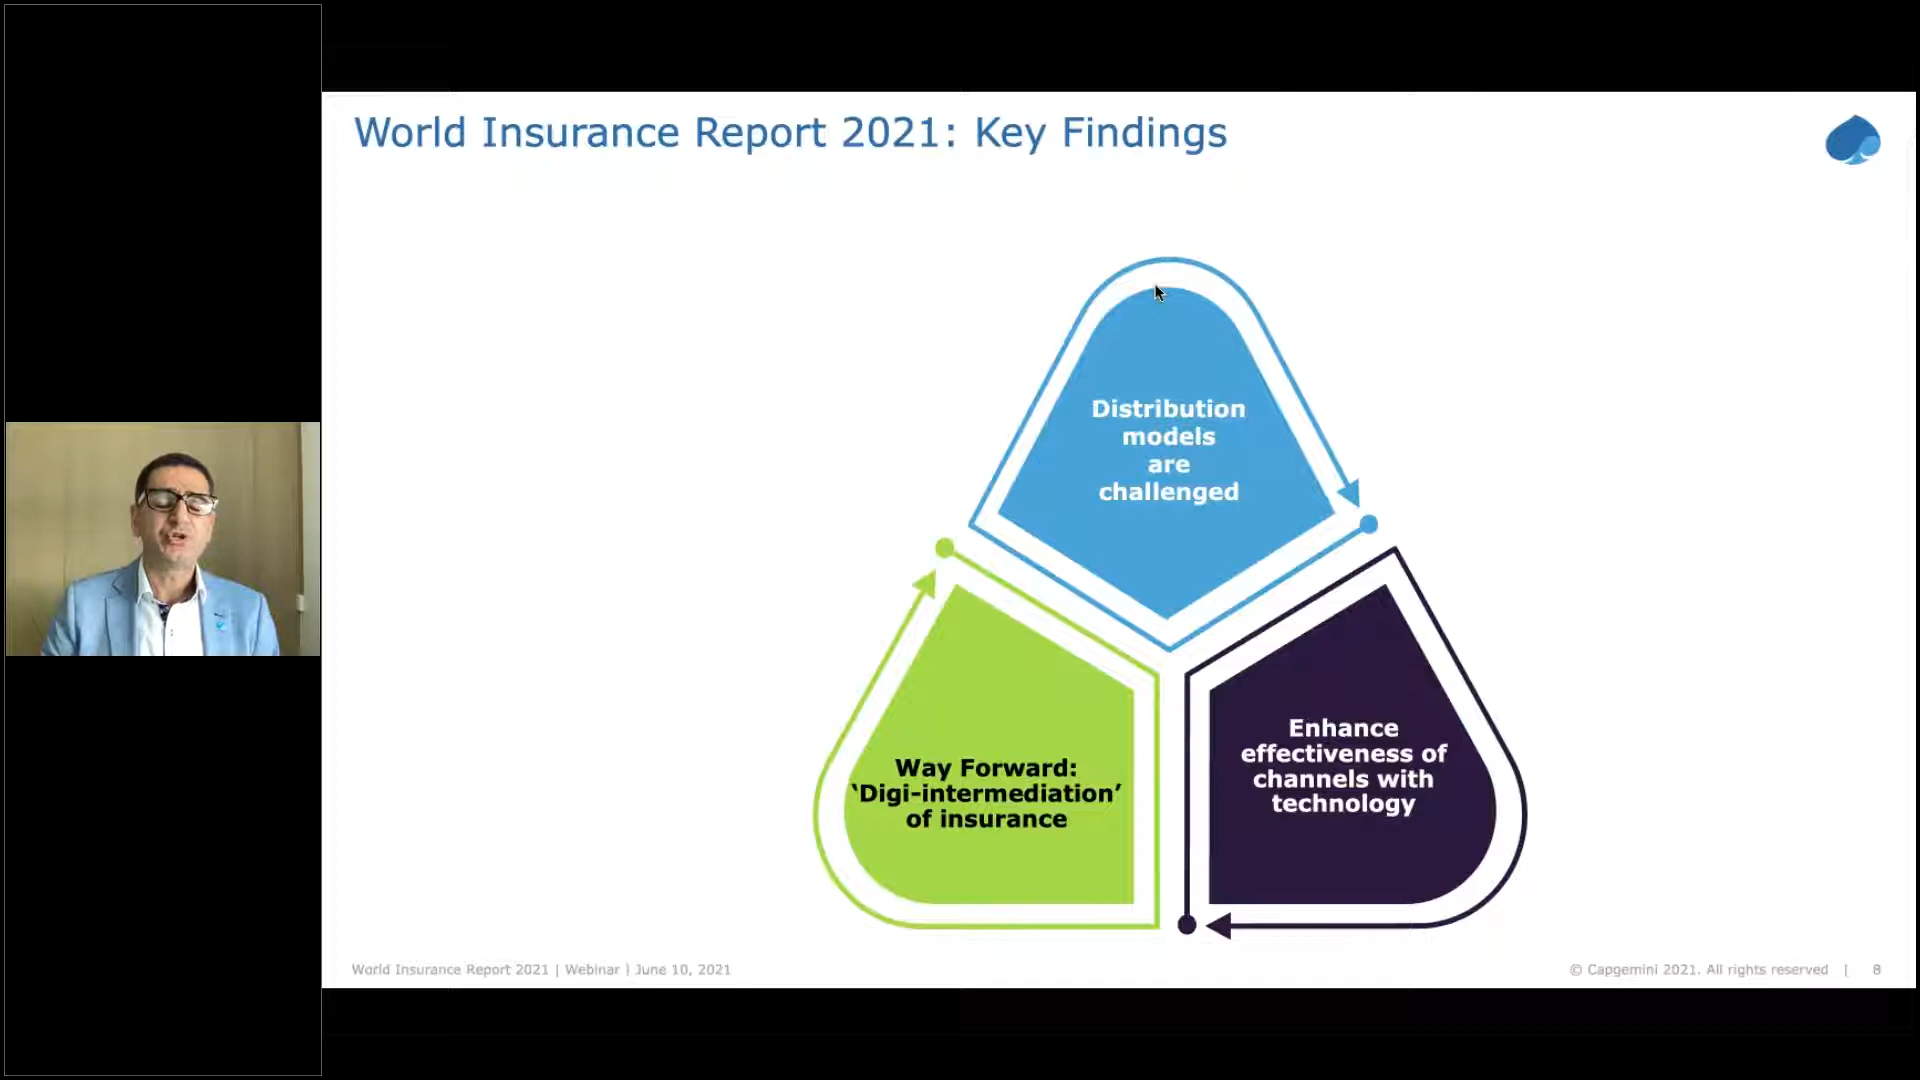 World Insurance Report 2021: Key Findings
Distribution
models
are
challenged
Way Forward:
‘Digi-intermediation’
of insurance
Enhance
effectiveness of
channels with
technology
World Insurance Report 2021 | Webinar | June 10, 2021
© Capgemini 2021. All rights reserved | 8